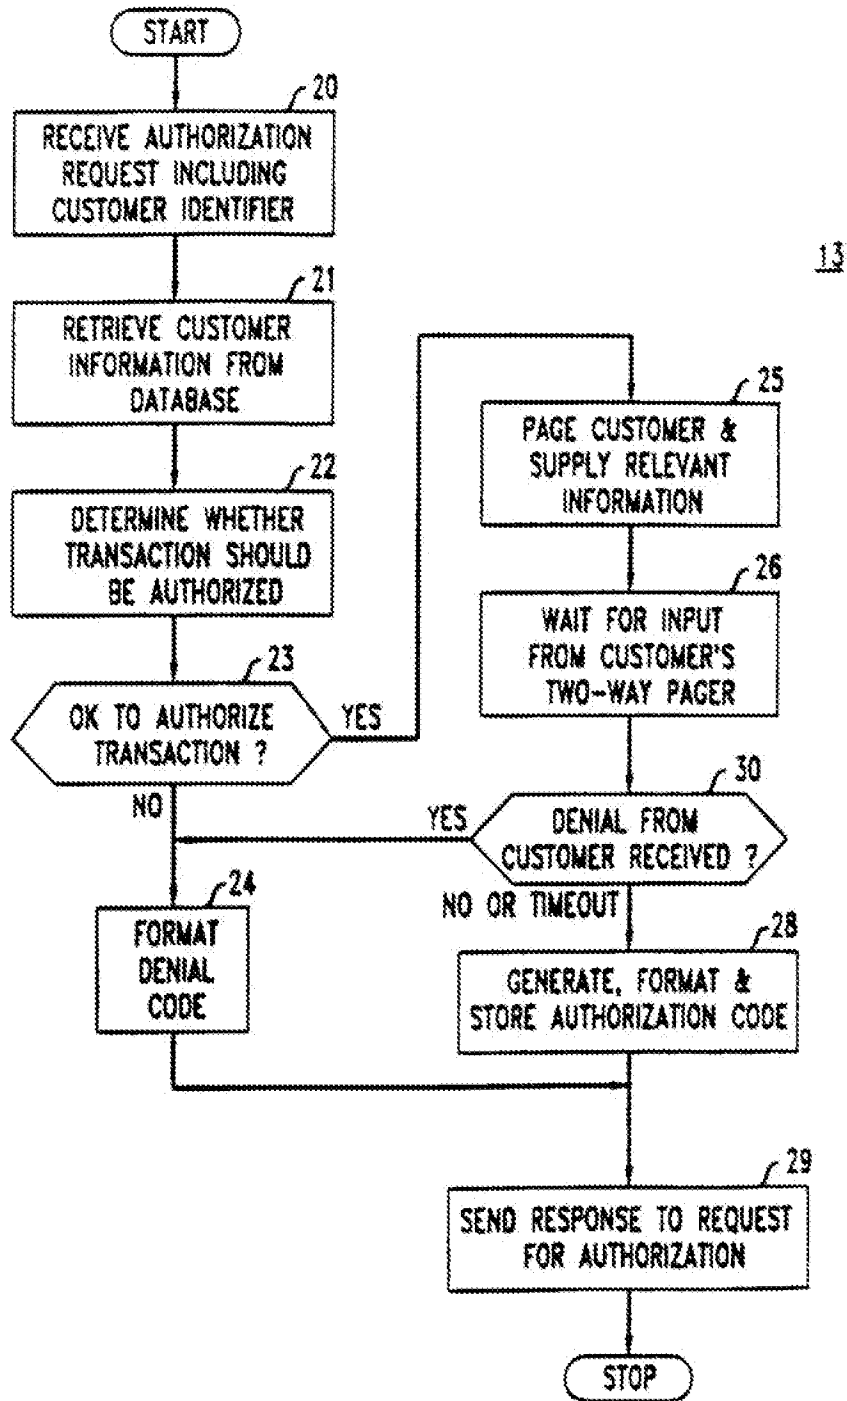 START
20
RECEIVE AUTHORIZATION
REQUEST INCLUDING
CUSTOMER IDENTIFIER
13
21
RETRIEVE CUSTOMER
INFORMATION FROM
DATABASE
22
DETERMINE WHETHER
TRANSACTION SHOULD
BE AUTHORIZED
23
OK TO AUTHORIZE
TRANSACTION ?
YES
NO
24
FORMAT
DENIAL
CODE
25
PAGE CUSTOMER &
SUPPLY RELEVANT
INFORMATION
26
WAIT FOR INPUT
FROM CUSTOMER'S
TWO-WAY PAGER
30
DENIAL FROM
CUSTOMER RECEIVED ?
YES
NO OR TIMEOUT
28
GENERATE, FORMAT &
STORE AUTHORIZATION CODE
29
SEND RESPONSE TO REQUEST
FOR AUTHORIZATION
STOP